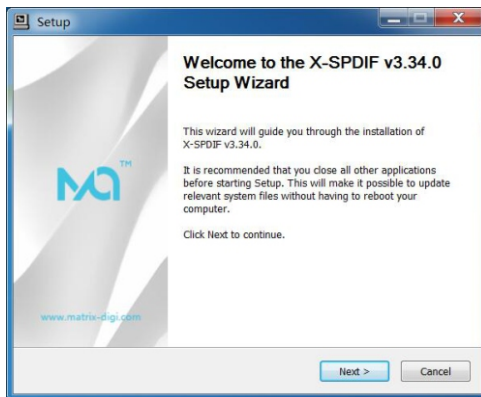 Setup
Welcome to the X-SPDIF v3.34.0
Setup Wizard
This wizard will guide you through the installation of
X-SPDIF v3.34.0.
It is recommended that you close all other applications
before starting Setup. This will make it possible to update
relevant system files without having to reboot your
computer.
Click Next to continue.
TM
www.matrix-digi.com
Next >
Cancel